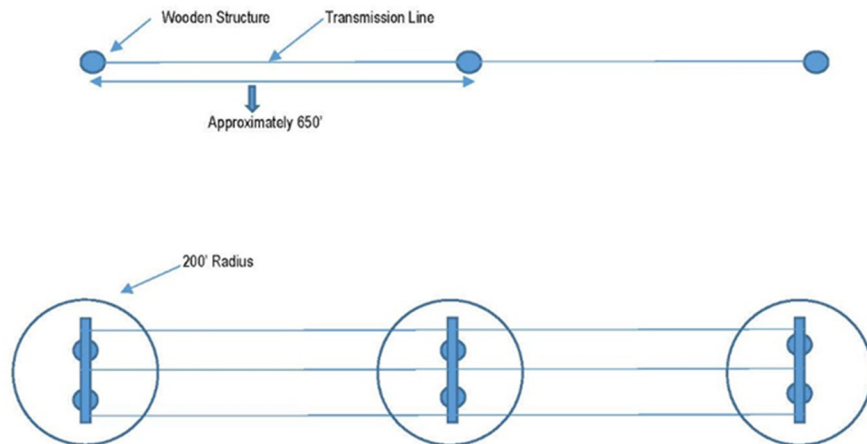 Wooden Structure
Transmission Line
Approximately 650'
200' Radius